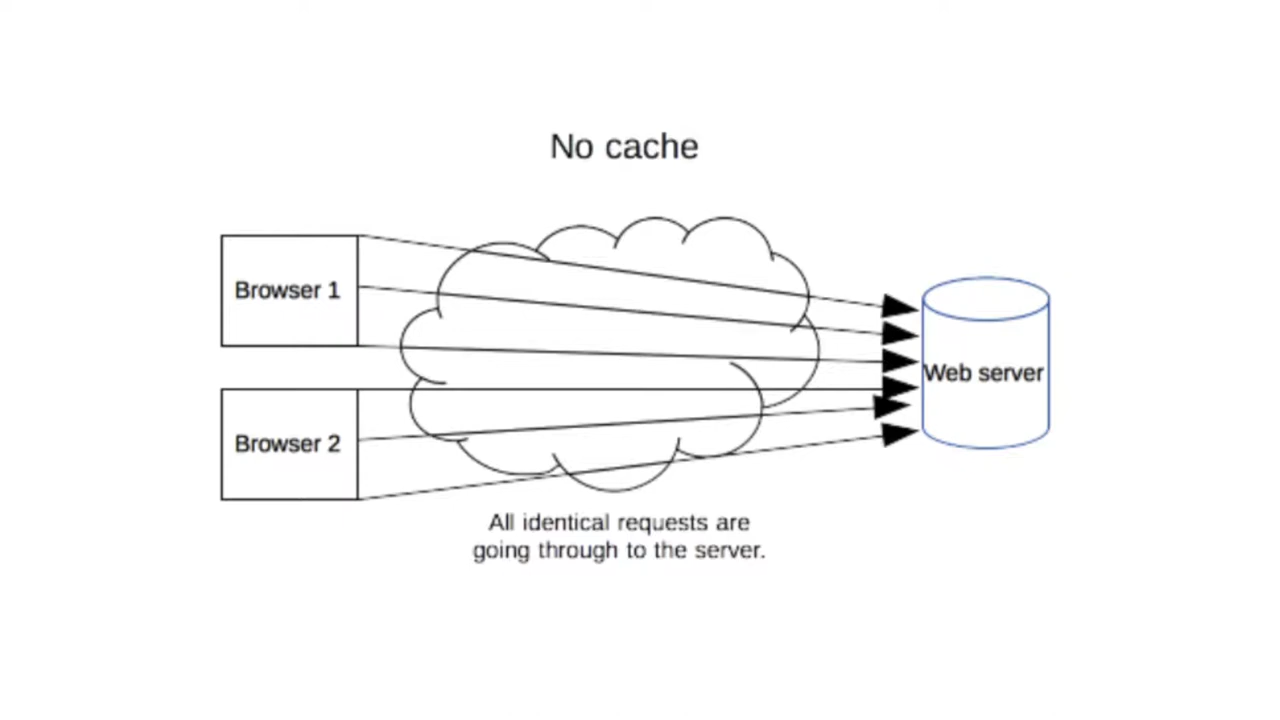 No cache
Browser 1
Web server
Browser 2
All identical requests are
going through to the server.